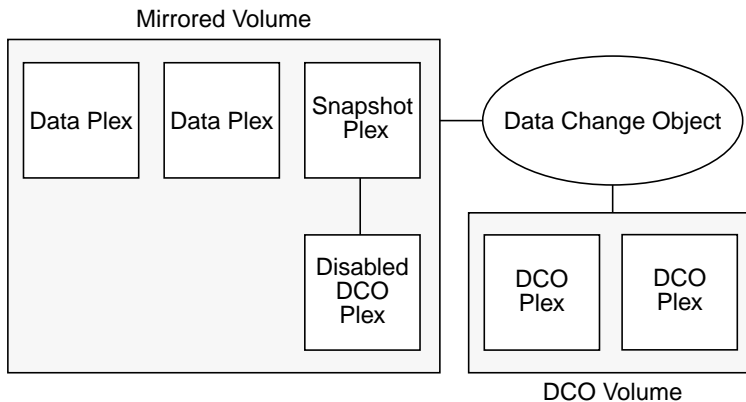 Mirrored Volume
Data Plex
Data Plex
Snapshot
Plex
Data Change Object
Disabled
DCO
Plex
DCO
Plex
DCO
Plex
DCO Volume